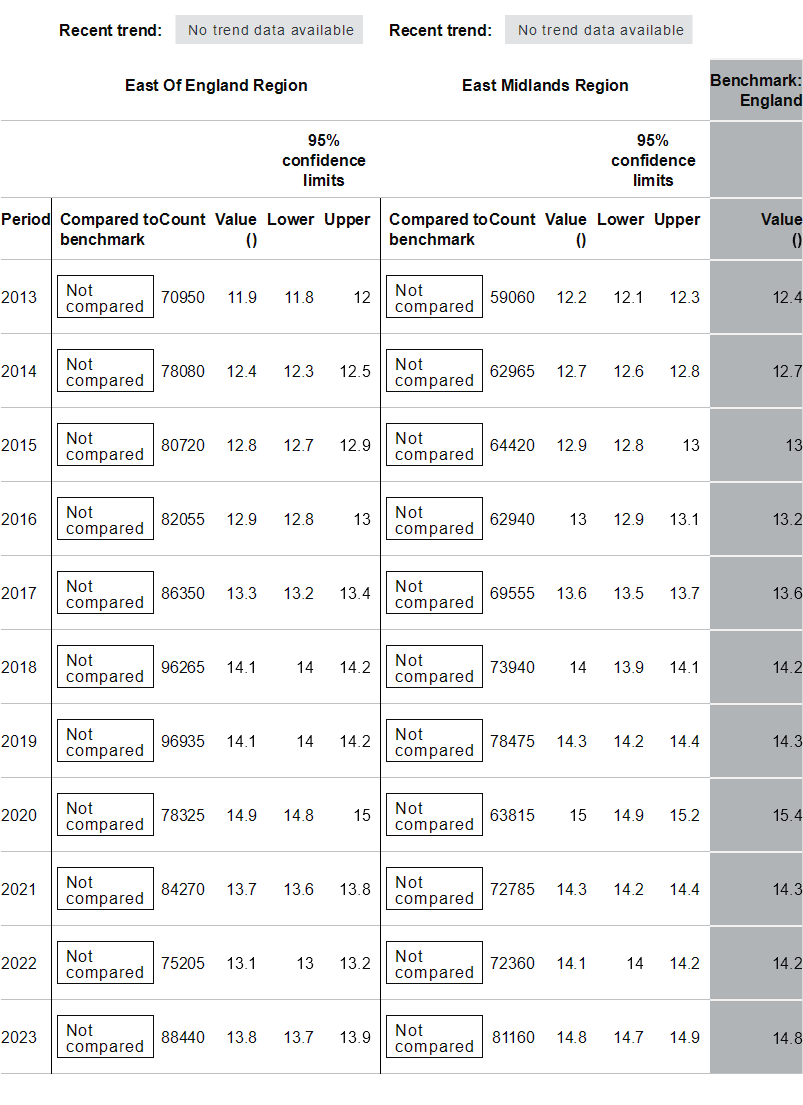 Recent trend: No trend data available Recent trend: No trend data available
East Of England Region East Midlands Region Benchmark: England
95% confidence limits 95% confidence limits
Period Compared to benchmark Count Value () Lower Upper Compared to benchmark Count Value () Lower Upper Value ()
2013 Not compared 70950 11.9 11.8 12 Not compared 59060 12.2 12.1 12.3 12.4
2014 Not compared 78080 12.4 12.3 12.5 Not compared 62965 12.7 12.6 12.8 12.7
2015 Not compared 80720 12.8 12.7 12.9 Not compared 64420 12.9 12.8 13 13
2016 Not compared 82055 12.9 12.8 13 Not compared 62940 13 12.9 13.1 13.2
2017 Not compared 86350 13.3 13.2 13.4 Not compared 69555 13.6 13.5 13.7 13.6
2018 Not compared 96265 14.1 14 14.2 Not compared 73940 14 13.9 14.1 14.2
2019 Not compared 96935 14.1 14 14.2 Not compared 78475 14.3 14.2 14.4 14.3
2020 Not compared 78325 14.9 14.8 15 Not compared 63815 15 14.9 15.2 15.4
2021 Not compared 84270 13.7 13.6 13.8 Not compared 72785 14.3 14.2 14.4 14.3
2022 Not compared 75205 13.1 13 13.2 Not compared 72360 14.1 14 14.2 14.2
2023 Not compared 88440 13.8 13.7 13.9 Not compared 81160 14.8 14.7 14.9 14.8